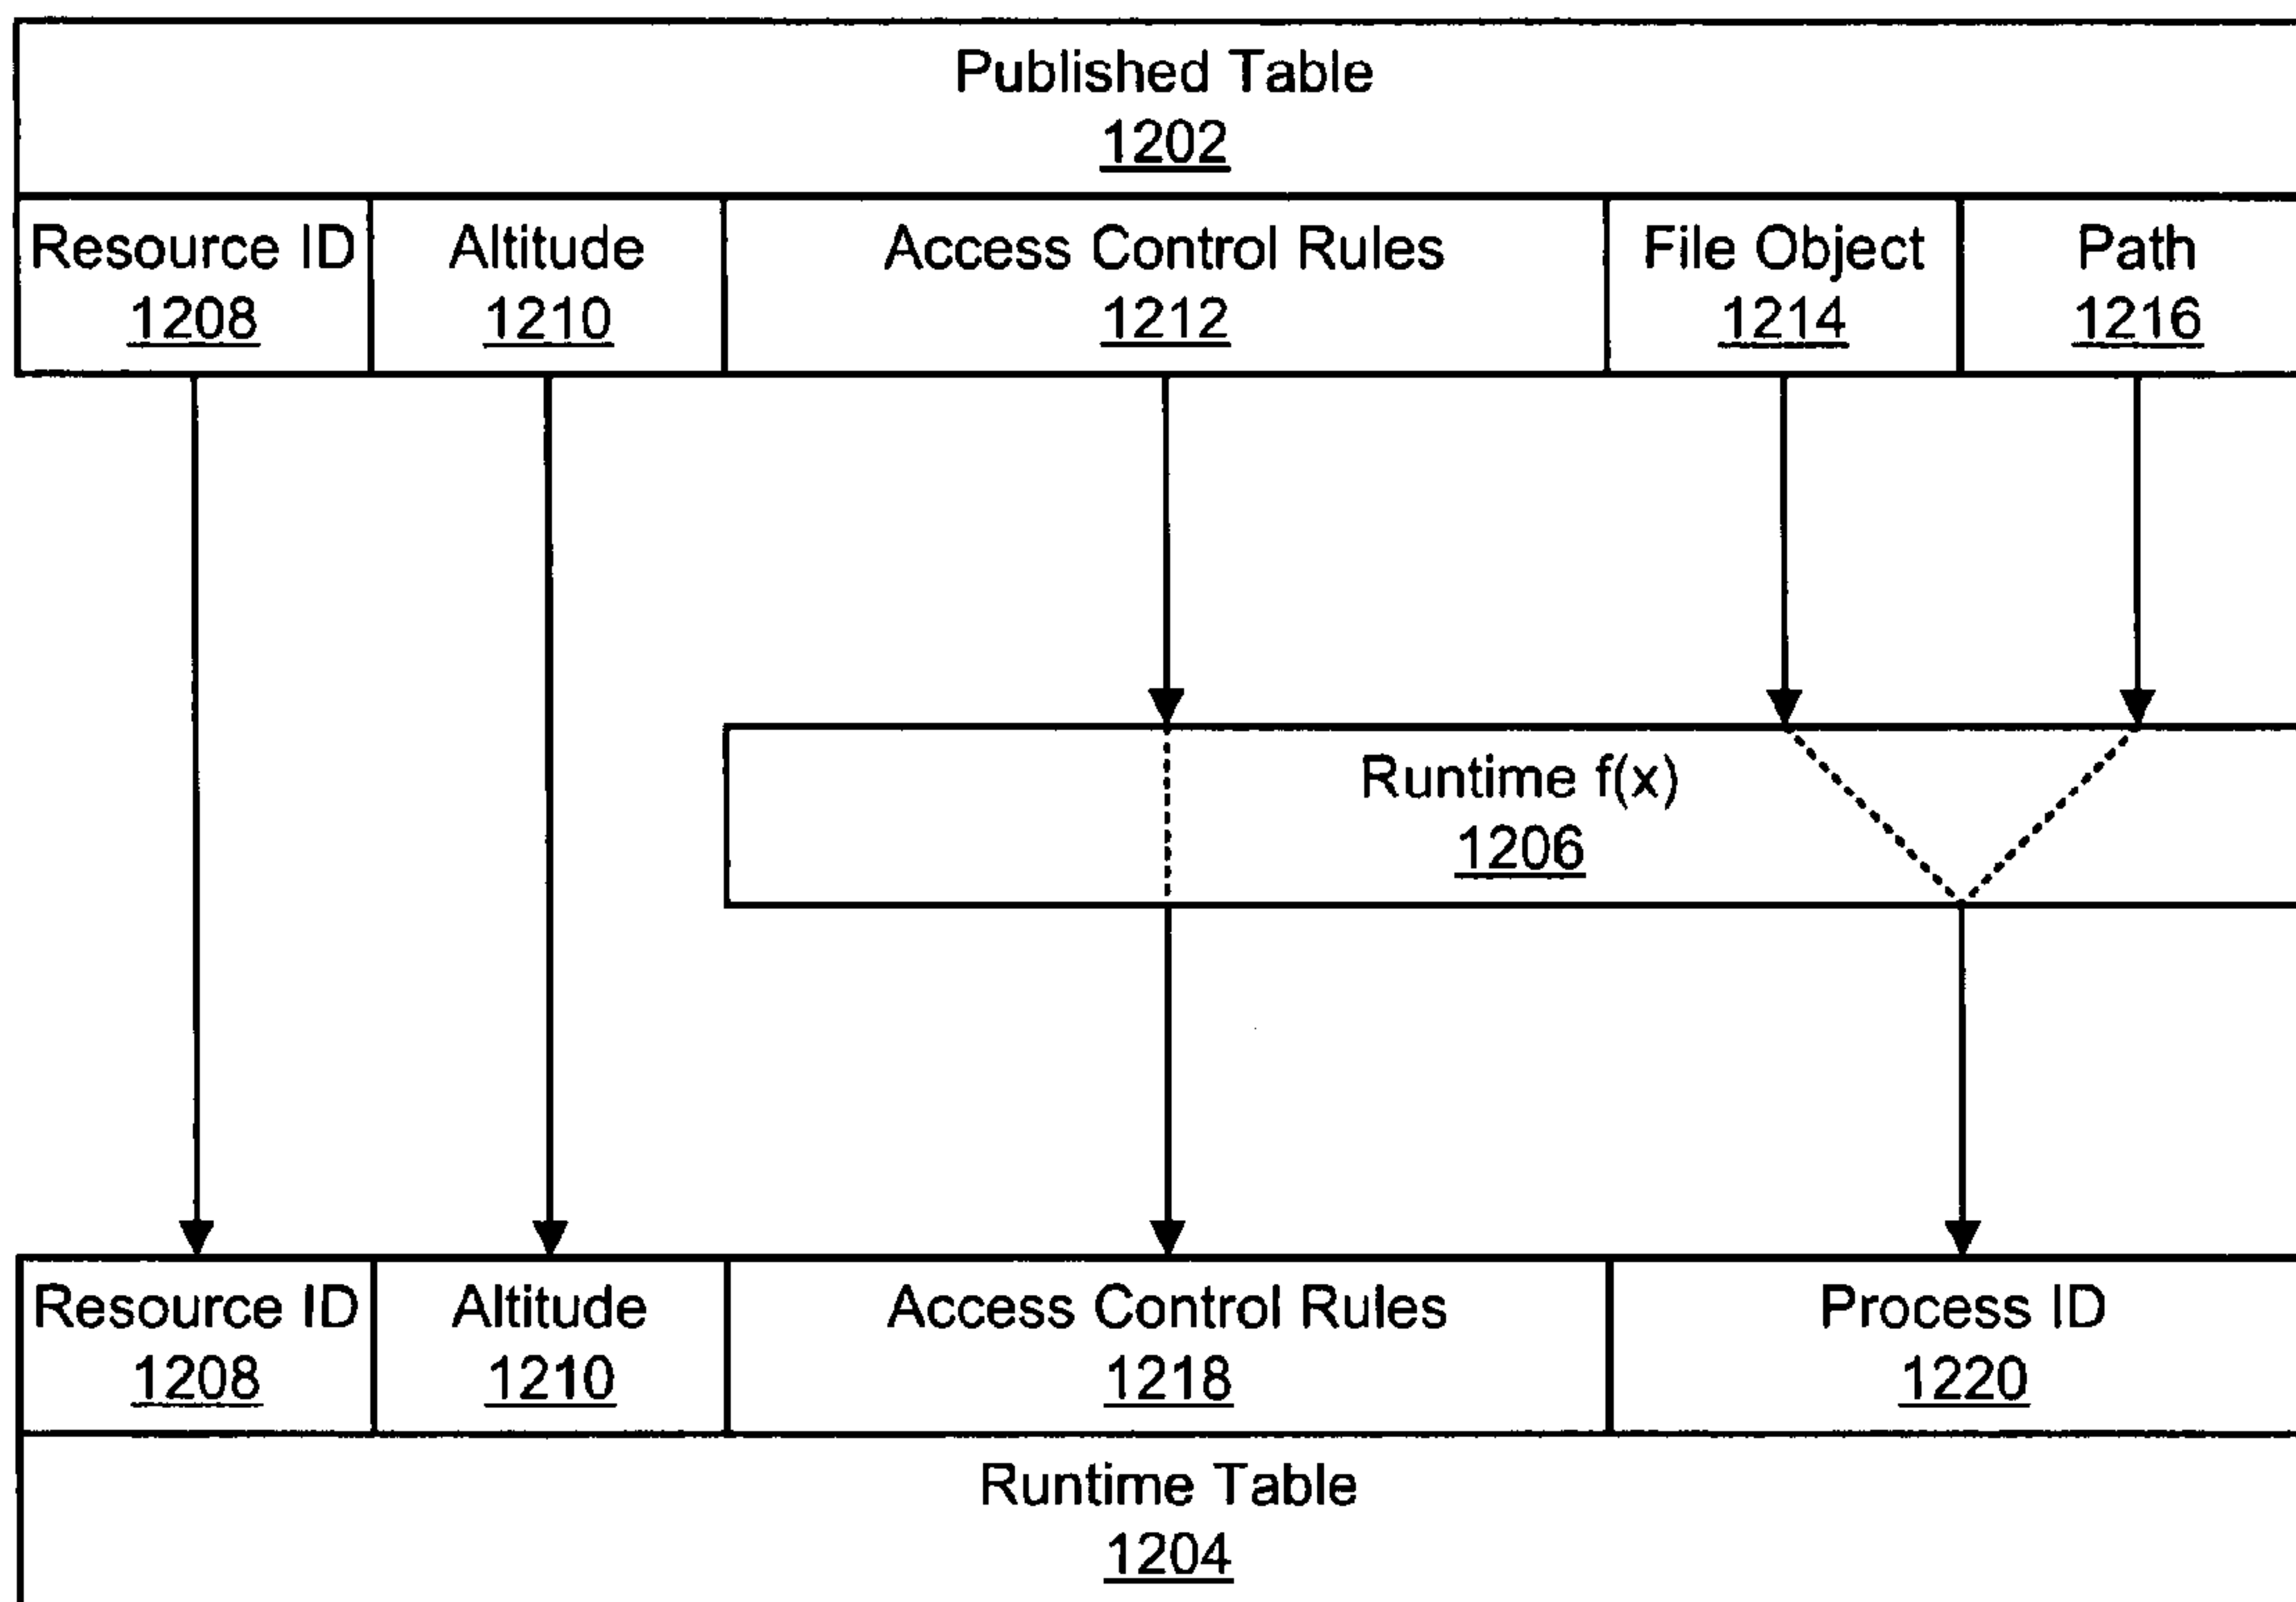 Published Table
1202
Resource ID Altitude Access Control Rules File Object Path
1208 1210 1212 1214 1216
Runtime f(x)
1206
Resource ID Altitude Access Control Rules Process ID
1208 1210 1218 1220
Runtime Table
1204